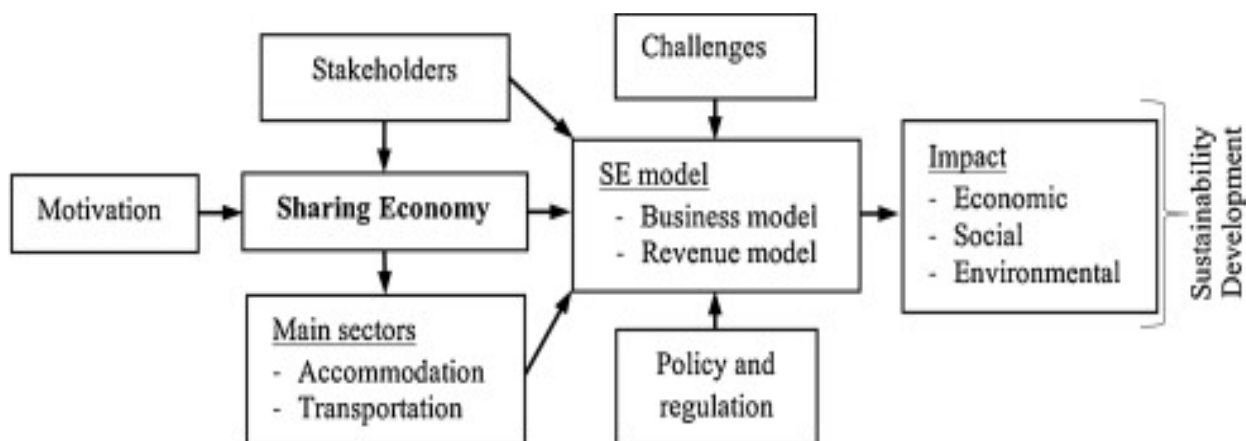 Stakeholders
Challenges
Motivation
Sharing Economy
SE model
- Business model
- Revenue model
Impact
- Economic
- Social
- Environmental
Sustainability
Development
Main sectors
- Accommodation
- Transportation
Policy and
regulation